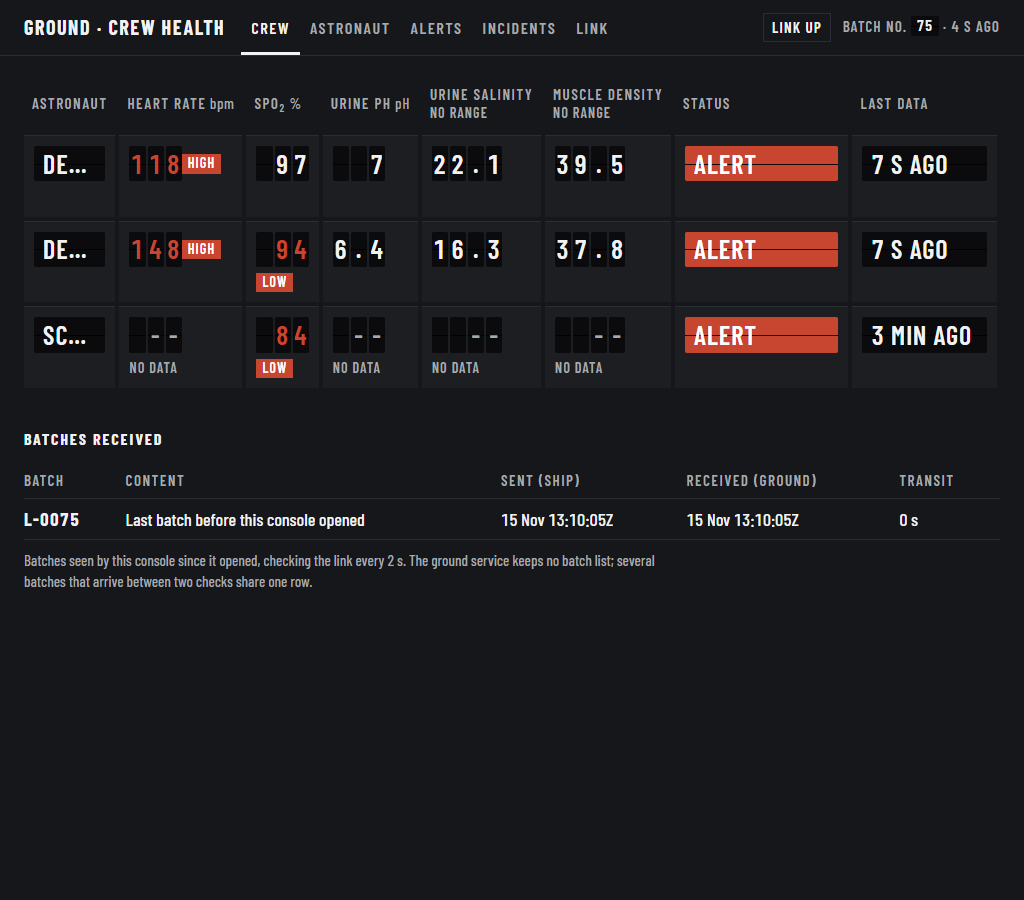 GROUND · CREW HEALTH CREW ASTRONAUT ALERTS INCIDENTS LINK LINK UP BATCH NO. 75 · 4 S AGO
ASTRONAUT HEART RATE bpm SPO₂ % URINE PH pH URINE SALINITY NO RANGE MUSCLE DENSITY NO RANGE STATUS LAST DATA
DE... 118 HIGH 97 7 22.1 39.5 ALERT 7 S AGO
DE... 148 HIGH 94 LOW 6.4 16.3 37.8 ALERT 7 S AGO
SC... -- NO DATA 84 LOW -- NO DATA -- NO DATA -- NO DATA ALERT 3 MIN AGO
BATCHES RECEIVED
BATCH CONTENT SENT (SHIP) RECEIVED (GROUND) TRANSIT
L-0075 Last batch before this console opened 15 Nov 13:10:05Z 15 Nov 13:10:05Z 0 s
Batches seen by this console since it opened, checking the link every 2 s. The ground service keeps no batch list; several
batches that arrive between two checks share one row.